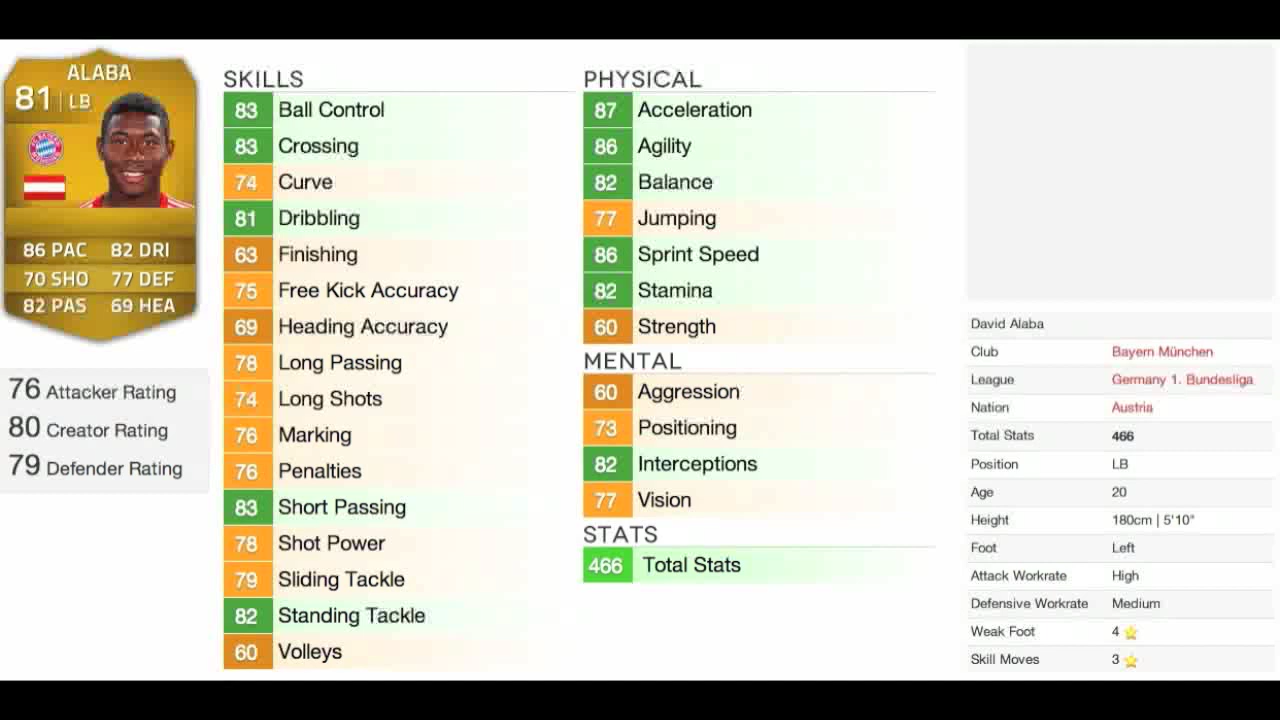 ALABA
81 | LB
86 PAC 82 DRI
70 SHO 77 DEF
82 PAS 69 HEA
76 Attacker Rating
80 Creator Rating
79 Defender Rating
SKILLS
83 Ball Control
83 Crossing
74 Curve
81 Dribbling
63 Finishing
75 Free Kick Accuracy
69 Heading Accuracy
78 Long Passing
74 Long Shots
76 Marking
76 Penalties
83 Short Passing
78 Shot Power
79 Sliding Tackle
82 Standing Tackle
60 Volleys
PHYSICAL
87 Acceleration
86 Agility
82 Balance
77 Jumping
86 Sprint Speed
82 Stamina
60 Strength
MENTAL
60 Aggression
73 Positioning
82 Interceptions
77 Vision
STATS
466 Total Stats
David Alaba
Club Bayern München
League Germany 1. Bundesliga
Nation Austria
Total Stats 466
Position LB
Age 20
Height 180cm | 5'10"
Foot Left
Attack Workrate High
Defensive Workrate Medium
Weak Foot 4
Skill Moves 3